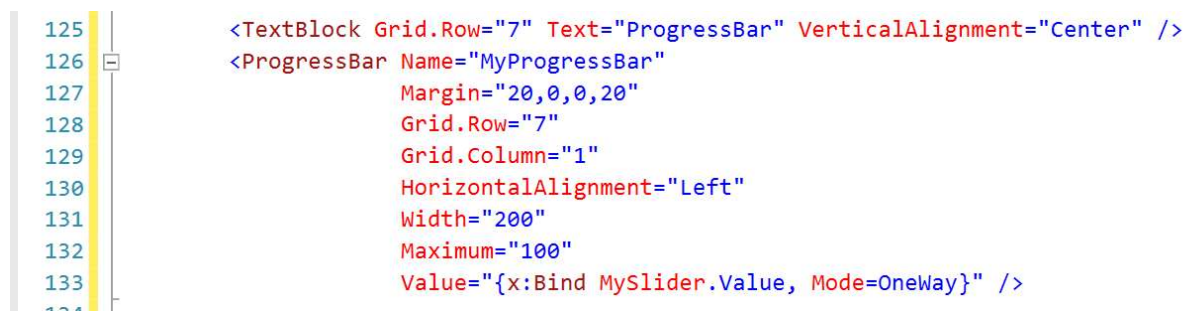 125 <TextBlock Grid.Row="7" Text="ProgressBar" VerticalAlignment="Center" />
126 <ProgressBar Name="MyProgressBar"
127 Margin="20,0,0,20"
128 Grid.Row="7"
129 Grid.Column="1"
130 HorizontalAlignment="Left"
131 Width="200"
132 Maximum="100"
133 Value="{x:Bind MySlider.Value, Mode=OneWay}" />